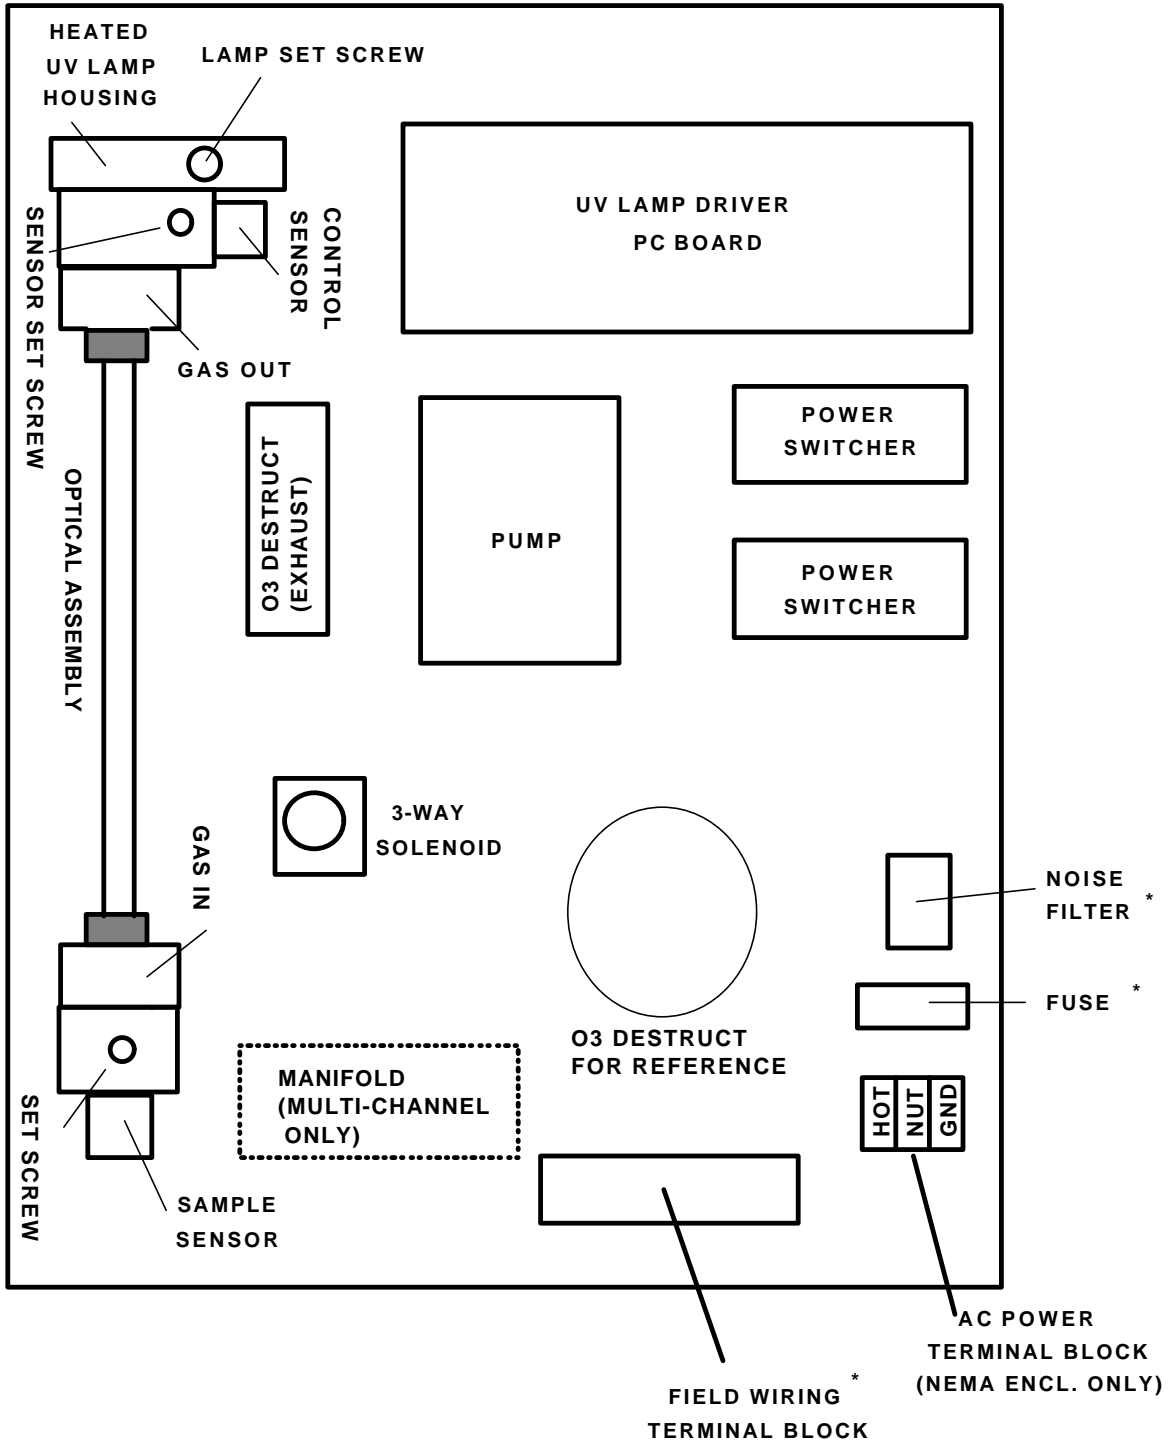 HEATED
UV LAMP
HOUSING
LAMP SET SCREW
UV LAMP DRIVER
PC BOARD
SENSOR SET SCREW
CONTROL
SENSOR
GAS OUT
O3 DESTRUCT
(EXHAUST)
PUMP
POWER
SWITCHER
POWER
SWITCHER
OPTICAL ASSEMBLY
3-WAY
SOLENOID
GAS IN
NOISE
FILTER *
FUSE *
O3 DESTRUCT
FOR REFERENCE
MANIFOLD
(MULTI-CHANNEL
ONLY)
HOT
NUT
GND
SET SCREW
SAMPLE
SENSOR
AC POWER
TERMINAL BLOCK
(NEMA ENCL. ONLY)
FIELD WIRING *
TERMINAL BLOCK